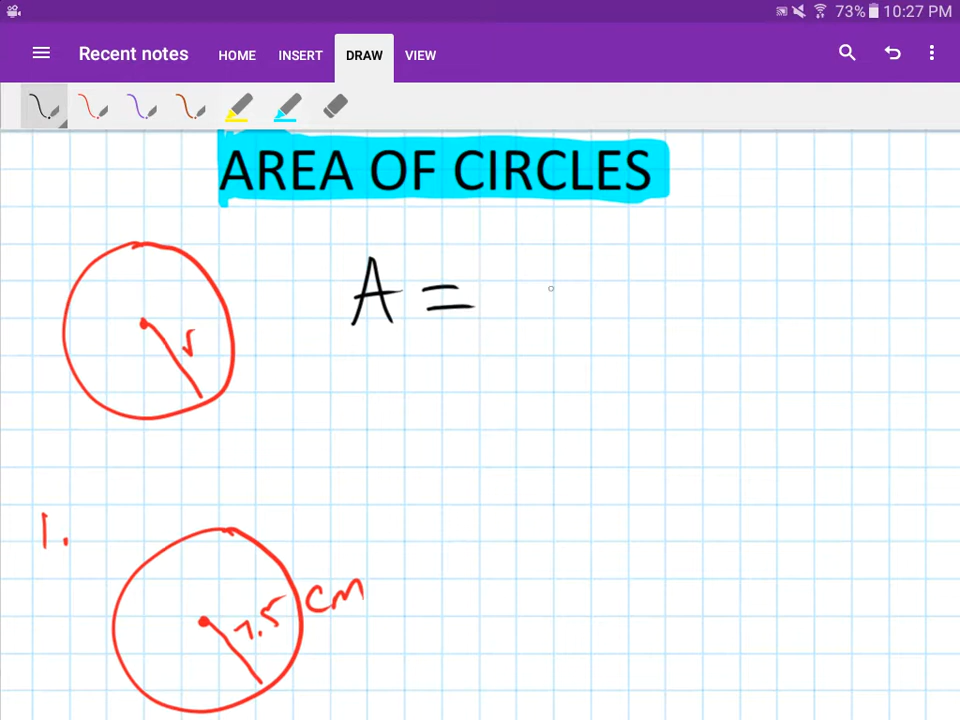 73% 10:27 PM
Recent notes HOME INSERT DRAW VIEW
AREA OF CIRCLES
A =
r
1.
7.5 cm